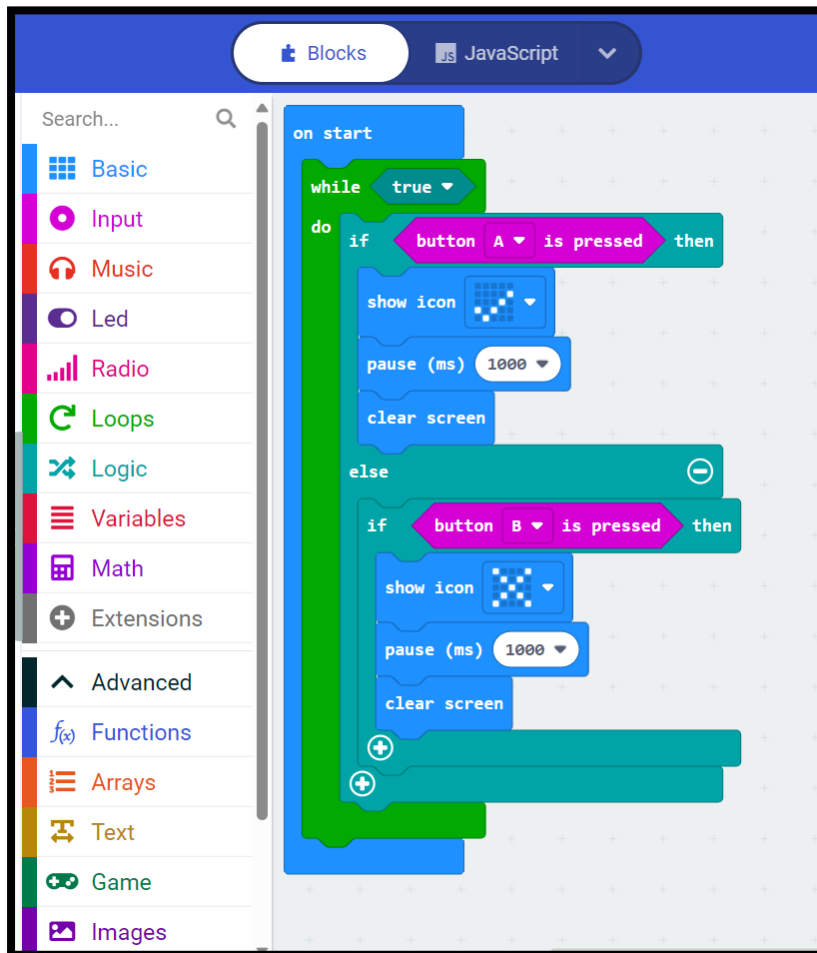 Blocks
JS JavaScript
Search...
Basic
Input
Music
Led
Radio
Loops
Logic
Variables
Math
Extensions
Advanced
f(x) Functions
Arrays
Text
Game
Images
on start
while true
do
if button A is pressed then
show icon
pause (ms) 1000
clear screen
else
if button B is pressed then
show icon
pause (ms) 1000
clear screen